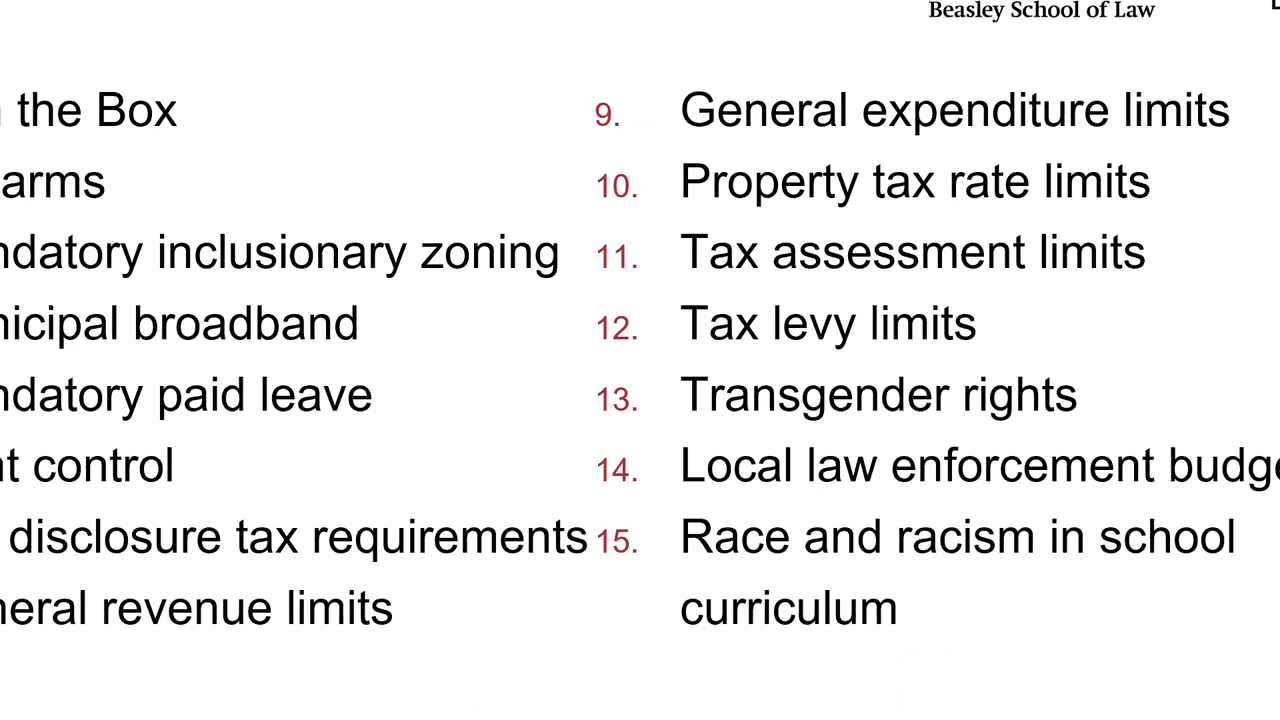 Beasley School of Law
the Box
arms
ndatory inclusionary zoning
nicipal broadband
ndatory paid leave
t control
disclosure tax requirements
neral revenue limits
9. General expenditure limits
10. Property tax rate limits
11. Tax assessment limits
12. Tax levy limits
13. Transgender rights
14. Local law enforcement budge
15. Race and racism in school
curriculum